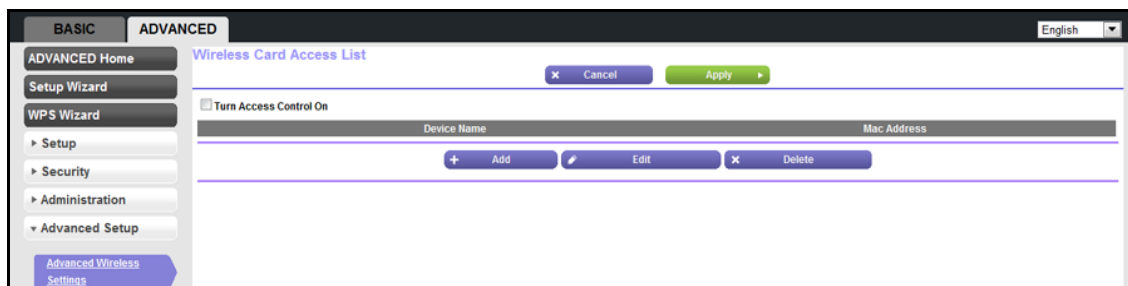 BASIC
ADVANCED
English
ADVANCED Home
Setup Wizard
WPS Wizard
Setup
Security
Administration
Advanced Setup
Advanced Wireless
Settings
Wireless Card Access List
Cancel
Apply
Turn Access Control On
Device Name
Mac Address
Add
Edit
Delete